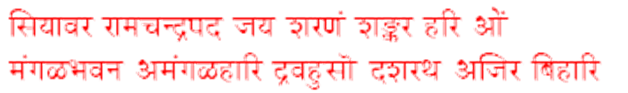 सियावर रामचन्द्रपद जय शरणं शङ्कर हरि ओं
मंगळभवन अमंगळहारि द्रवहुसो दशरथ अजिर बिहारि